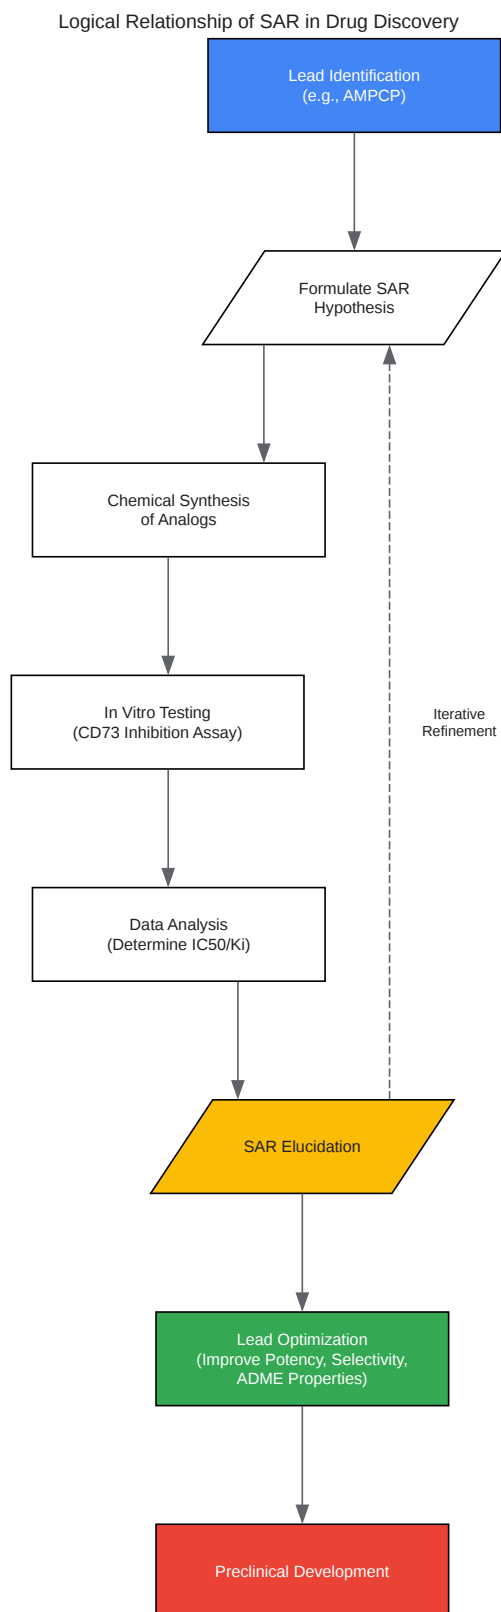 Logical Relationship of SAR in Drug Discovery
Lead Identification
(e.g., AMPCP)
Formulate SAR
Hypothesis
Chemical Synthesis
of Analogs
In Vitro Testing
(CD73 Inhibition Assay)
Iterative
Refinement
Data Analysis
(Determine IC50/Ki)
SAR Elucidation
Lead Optimization
(Improve Potency, Selectivity,
ADME Properties)
Preclinical Development